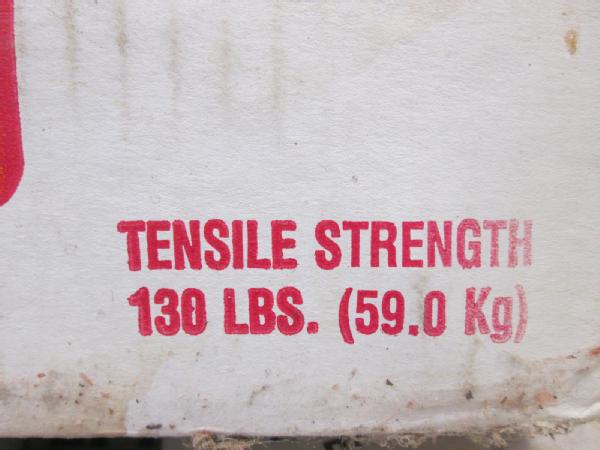 TENSILE STRENGTH
130 LBS. (59.0 Kg)